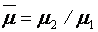 μ̅ = μ₂ / μ₁